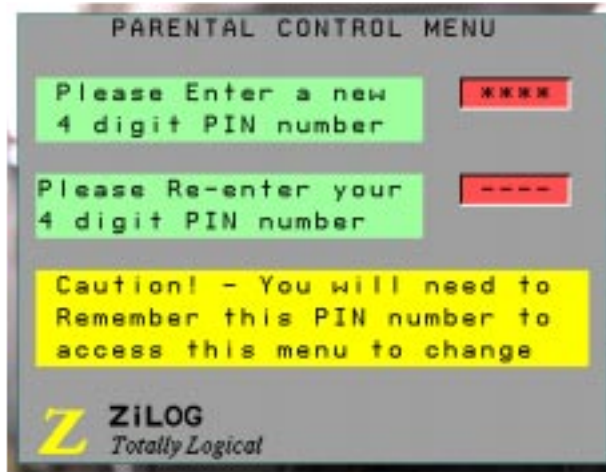 PARENTAL CONTROL MENU
Please Enter a new ****
4 digit PIN number
Please Re-enter your ----
4 digit PIN number
Caution! - You will need to
Remember this PIN number to
access this menu to change
Z ZiLOG
Totally Logical